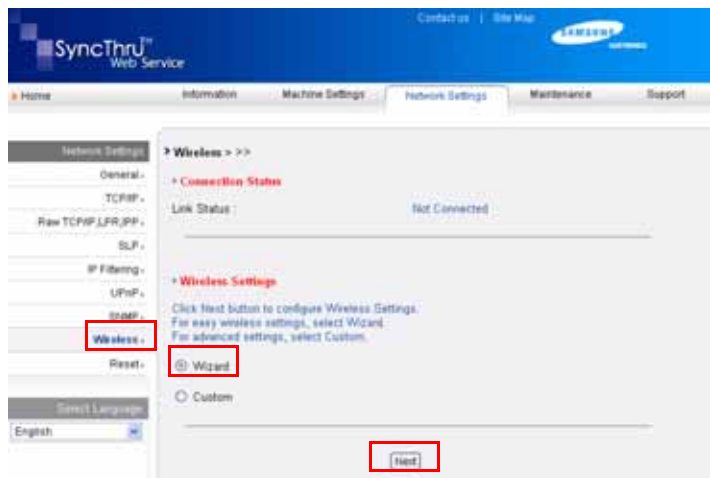 Contact us | Site Map
SAMSUNG
ELECTRONICS
SyncThru™
Web Service
Home
Information
Machine Settings
Network Settings
Maintenance
Support
Network Settings
General
TCP/IP
Raw TCP/IP,LPR,IPP
SLP
IP Filtering
UPnP
SNMP
Wireless
Reset
Select Language
English
Wireless > >>
Connection Status
Link Status :
Not Connected
Wireless Settings
Click Next button to configure Wireless Settings.
For easy wireless settings, select Wizard.
For advanced settings, select Custom.
Wizard
Custom
Next